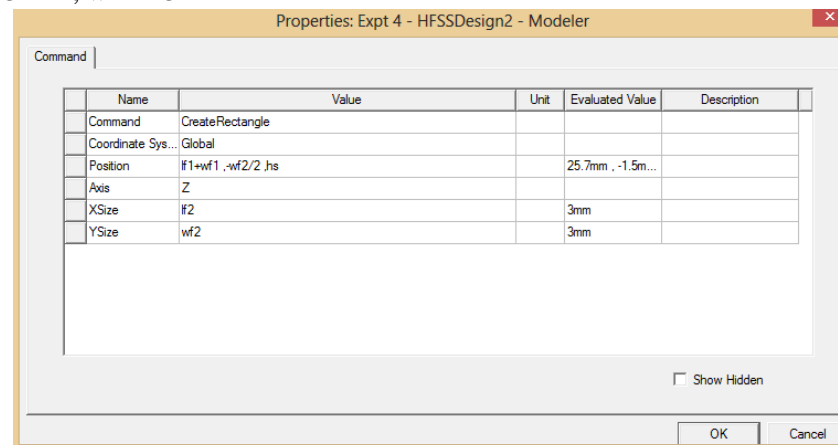 Properties: Expt 4 - HFSSDesign2 - Modeler
Command
Name Value Unit Evaluated Value Description
Command CreateRectangle
Coordinate Sys... Global
Position lf1+wf1 ,-wf2/2 ,hs 25.7mm , -1.5m...
Axis Z
XSize lf2 3mm
YSize wf2 3mm
Show Hidden
OK Cancel